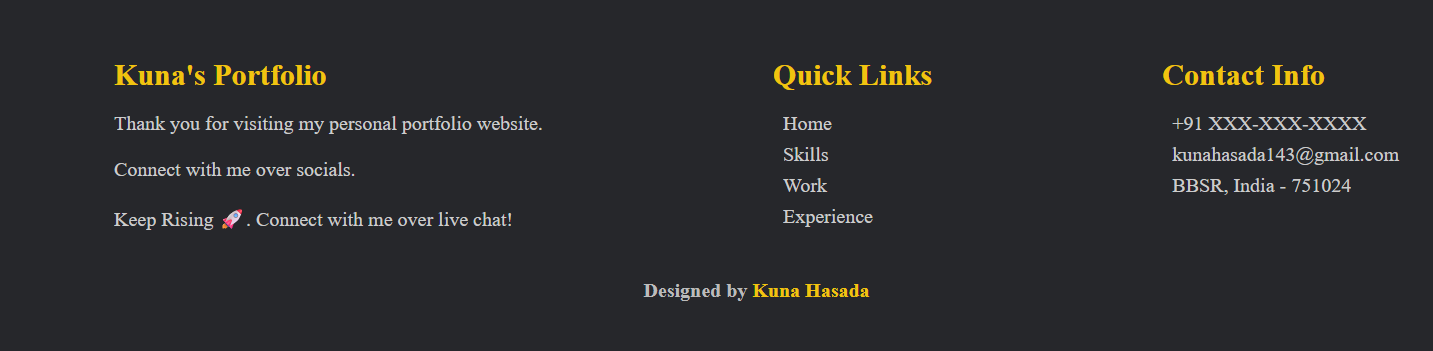 Kuna's Portfolio
Thank you for visiting my personal portfolio website.
Connect with me over socials.
Keep Rising 🚀. Connect with me over live chat!
Quick Links
Home
Skills
Work
Experience
Contact Info
+91 XXX-XXX-XXXX
kunahasada143@gmail.com
BBSR, India - 751024
Designed by Kuna Hasada